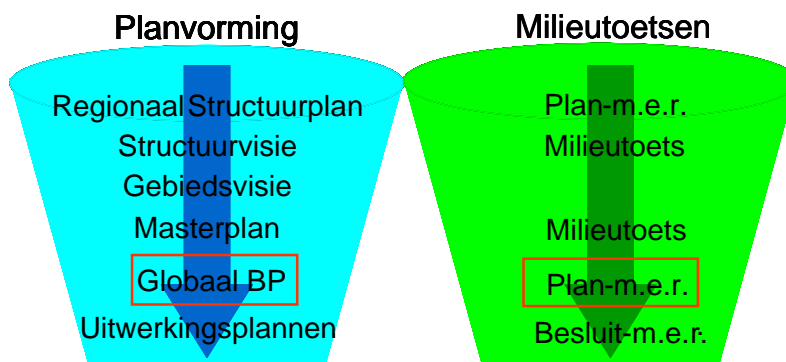 Planvorming
Regionaal Structuurplan
Structuurvisie
Gebiedsvisie
Masterplan
Globaal BP
Uitwerkingsplannen
Milieutoetsen
Plan-m.e.r.
Milieutoets
Milieutoets
Plan-m.e.r.
Besluit-m.e.r.